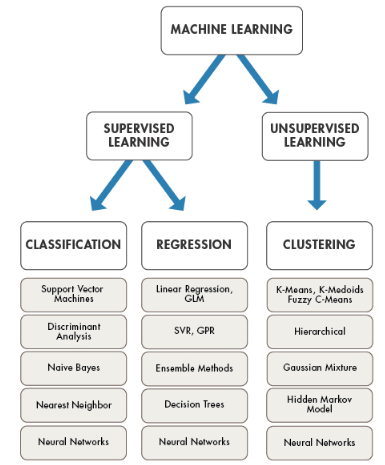 MACHINE LEARNING
SUPERVISED
LEARNING
UNSUPERVISED
LEARNING
CLASSIFICATION
Support Vector
Machines
Discriminant
Analysis
Naive Bayes
Nearest Neighbor
Neural Networks
REGRESSION
Linear Regression,
GLM
SVR, GPR
Ensemble Methods
Decision Trees
Neural Networks
CLUSTERING
K-Means, K-Medoids
Fuzzy C-Means
Hierarchical
Gaussian Mixture
Hidden Markov
Model
Neural Networks